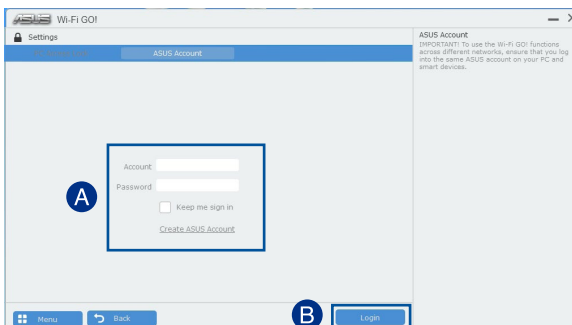 ASUS Wi-Fi GO!
Settings
ASUS Account
Account
Password
Keep me sign in
Create ASUS Account
A
Menu
Back
B
Login
ASUS Account
IMPORTANT! To use the Wi-Fi GO! functions
across different networks, ensure that you log
into the same ASUS account on your PC and
smart devices.